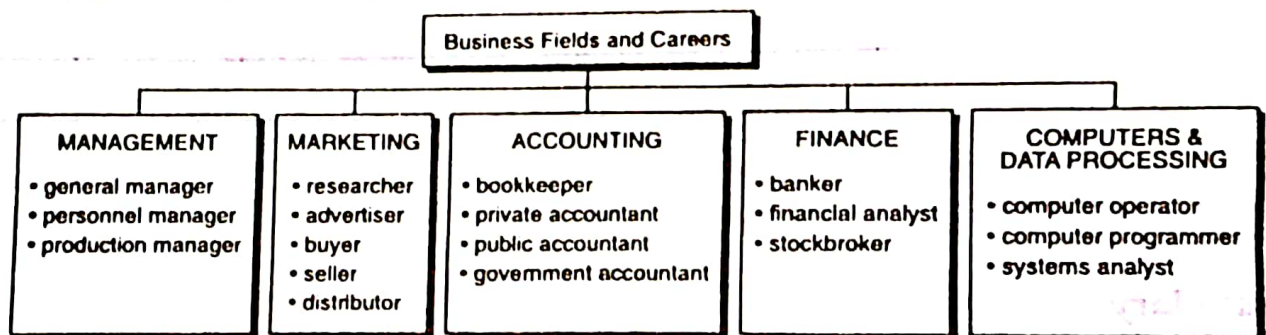 Business Fields and Careers
MANAGEMENT
• general manager
• personnel manager
• production manager
MARKETING
• researcher
• advertiser
• buyer
• seller
• distributor
ACCOUNTING
• bookkeeper
• private accountant
• public accountant
• government accountant
FINANCE
• banker
• financial analyst
• stockbroker
COMPUTERS &
DATA PROCESSING
• computer operator
• computer programmer
• systems analyst